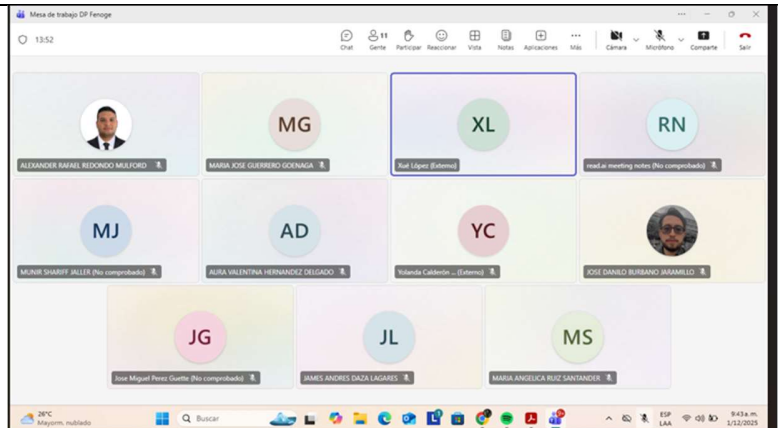 Mesa de trabajo DP Fenoge
13:52
11
Chat Gente Participar Reaccionar Vista Notas Aplicaciones Más Cámara Micrófono Comparte Salir
MG XL RN
ALEXANDER RAFAEL REDONDO MULFORD MARIA JOSE GUERRERO GOENAGA Xué López (Externo) read.ai meeting notes (No comprobado)
MJ AD YC
MUNIR SHARIFF JALLER (No comprobado) AURA VALENTINA HERNANDEZ DELGADO Yolanda Calderón ... (Externo) JOSE DANILO BURBANO JARAMILLO
JG JL MS
Jose Miguel Perez Guette (No comprobado) JAMES ANDRES DAZA LAGARES MARIA ANGELICA RUIZ SANTANDER
26°C
Mayorm. nublado
Buscar
ESP
LAA
9:43 a.m.
1/12/2025